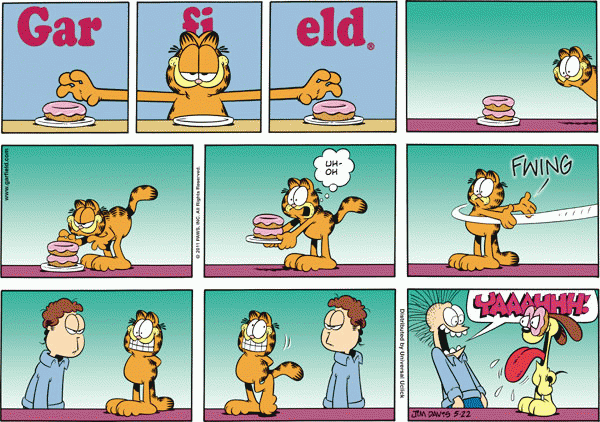 Gar fi eld.®
www.garfield.com
© 2011 PAWS, INC. All Rights Reserved.
UH-
OH
FWING
Distributed by Universal Uclick
YAAAHHH!
JIM DAVIS 5-22